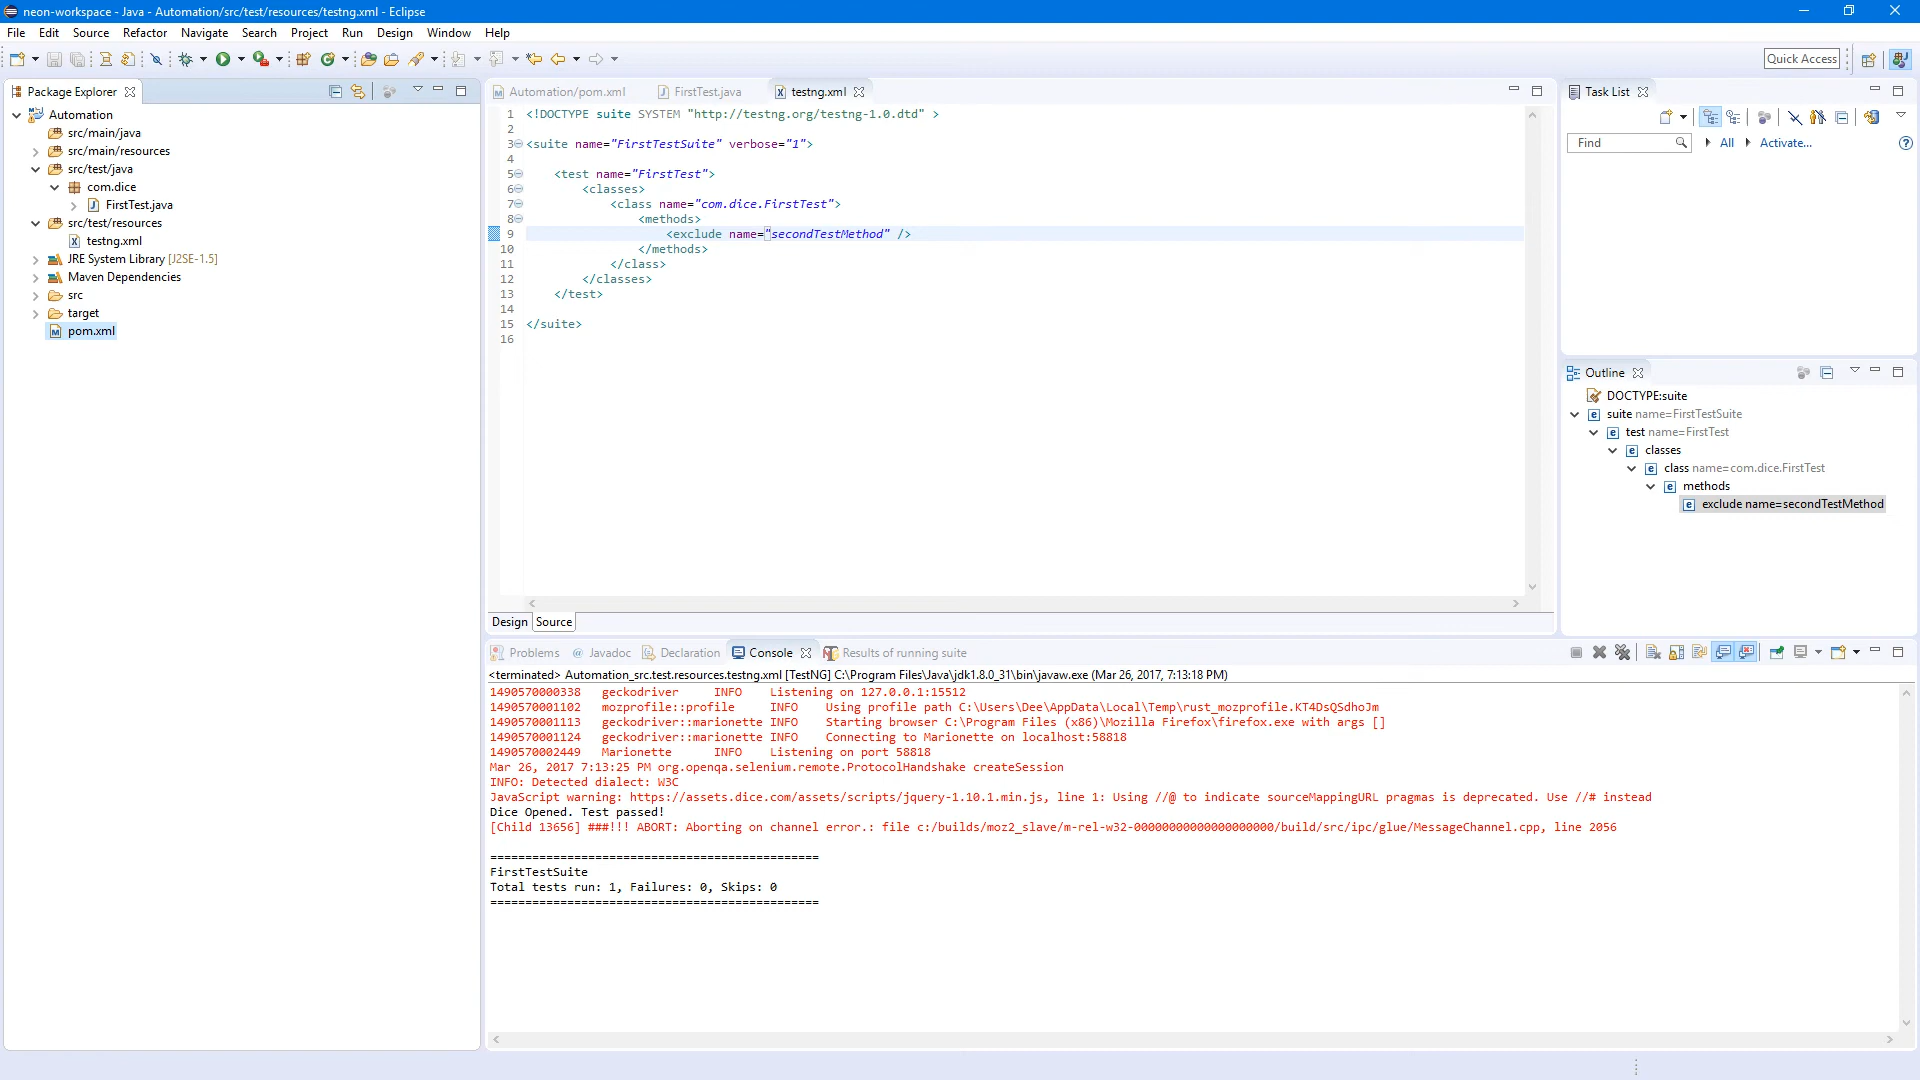 neon-workspace - Java - Automation/src/test/resources/testng.xml - Eclipse
File Edit Source Refactor Navigate Search Project Run Design Window Help
Quick Access
Package Explorer
Automation
src/main/java
src/main/resources
src/test/java
com.dice
FirstTest.java
src/test/resources
testng.xml
JRE System Library [J2SE-1.5]
Maven Dependencies
src
target
pom.xml
Automation/pom.xml FirstTest.java testng.xml
1 <!DOCTYPE suite SYSTEM "http://testng.org/testng-1.0.dtd" >
2
3 <suite name="FirstTestSuite" verbose="1">
4
5 <test name="FirstTest">
6 <classes>
7 <class name="com.dice.FirstTest">
8 <methods>
9 <exclude name="secondTestMethod" />
10 </methods>
11 </class>
12 </classes>
13 </test>
14
15 </suite>
16
Design Source
Task List
Find All Activate...
Outline
DOCTYPE:suite
suite name=FirstTestSuite
test name=FirstTest
classes
class name=com.dice.FirstTest
methods
exclude name=secondTestMethod
Problems Javadoc Declaration Console Results of running suite
<terminated> Automation_src.test.resources.testng.xml [TestNG] C:\Program Files\Java\jdk1.8.0_31\bin\javaw.exe (Mar 26, 2017, 7:13:18 PM)
1490570000338 geckodriver INFO Listening on 127.0.0.1:15512
1490570001102 mozprofile::profile INFO Using profile path C:\Users\Dee\AppData\Local\Temp\rust_mozprofile.KT4DsQSdhoJm
1490570001113 geckodriver::marionette INFO Starting browser C:\Program Files (x86)\Mozilla Firefox\firefox.exe with args []
1490570001124 geckodriver::marionette INFO Connecting to Marionette on localhost:58818
1490570002449 Marionette INFO Listening on port 58818
Mar 26, 2017 7:13:25 PM org.openqa.selenium.remote.ProtocolHandshake createSession
INFO: Detected dialect: W3C
JavaScript warning: https://assets.dice.com/assets/scripts/jquery-1.10.1.min.js, line 1: Using //@ to indicate sourceMappingURL pragmas is deprecated. Use //# instead
Dice Opened. Test passed!
[Child 13656] ###!!! ABORT: Aborting on channel error.: file c:/builds/moz2_slave/m-rel-w32-00000000000000000000/build/src/ipc/glue/MessageChannel.cpp, line 2056
===============================================
FirstTestSuite
Total tests run: 1, Failures: 0, Skips: 0
===============================================